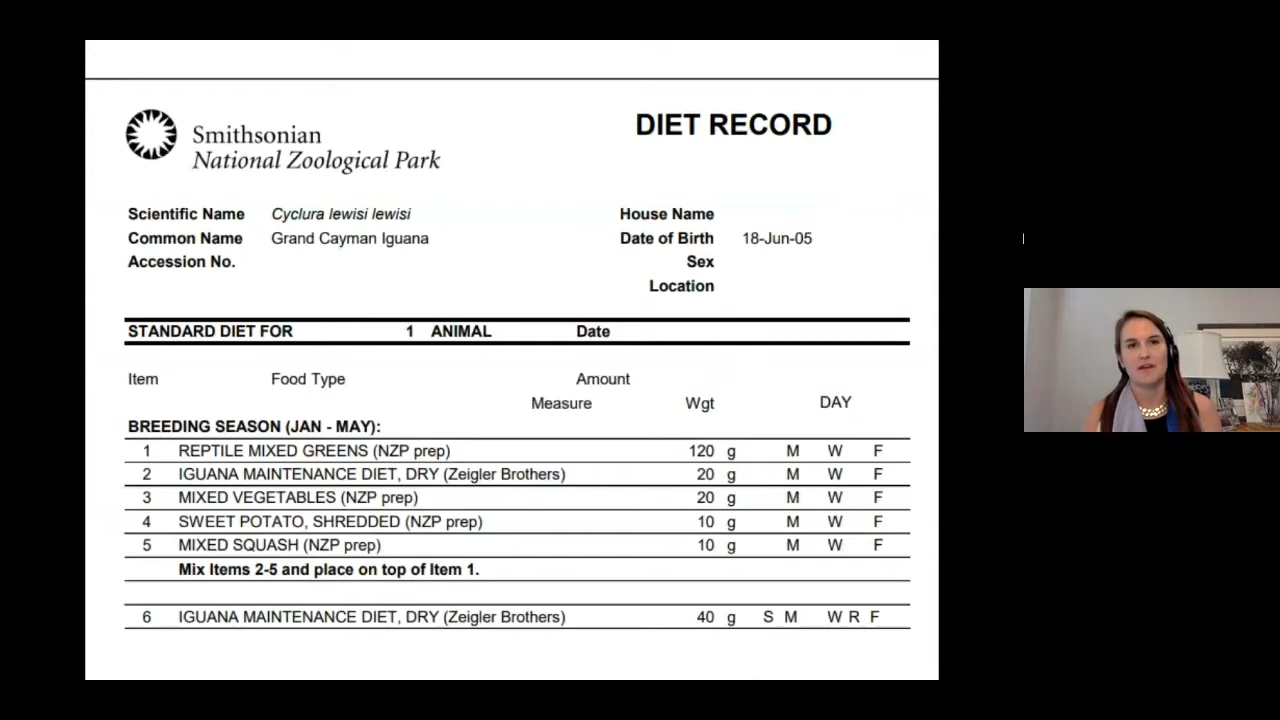 Smithsonian
National Zoological Park
DIET RECORD
Scientific Name Cyclura lewisi lewisi House Name
Common Name Grand Cayman Iguana Date of Birth 18-Jun-05
Accession No. Sex
Location
STANDARD DIET FOR 1 ANIMAL Date
Item Food Type Amount
Measure Wgt DAY
BREEDING SEASON (JAN - MAY):
1 REPTILE MIXED GREENS (NZP prep) 120 g M W F
2 IGUANA MAINTENANCE DIET, DRY (Zeigler Brothers) 20 g M W F
3 MIXED VEGETABLES (NZP prep) 20 g M W F
4 SWEET POTATO, SHREDDED (NZP prep) 10 g M W F
5 MIXED SQUASH (NZP prep) 10 g M W F
Mix Items 2-5 and place on top of Item 1.
6 IGUANA MAINTENANCE DIET, DRY (Zeigler Brothers) 40 g S M W R F